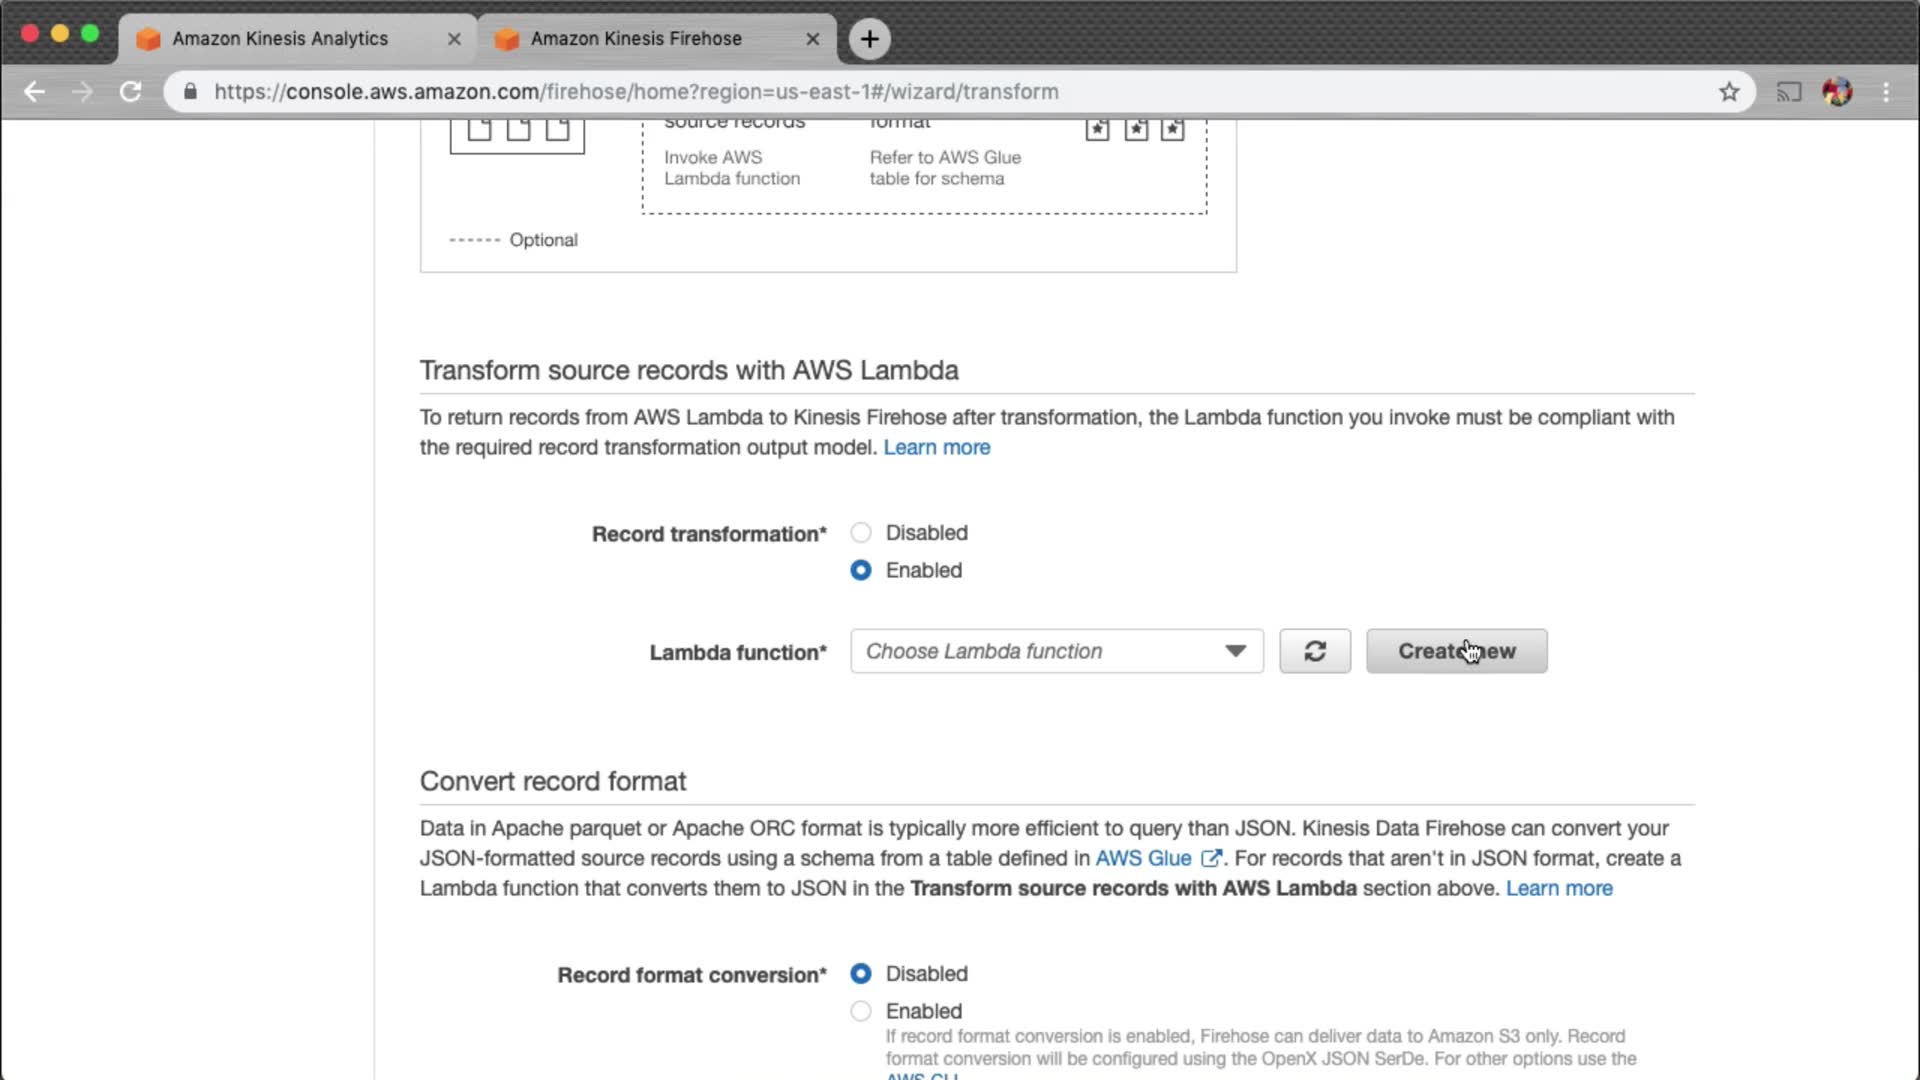 Amazon Kinesis Analytics
Amazon Kinesis Firehose
https://console.aws.amazon.com/firehose/home?region=us-east-1#/wizard/transform
source records
format
Invoke AWS
Lambda function
Refer to AWS Glue
table for schema
Optional
Transform source records with AWS Lambda
To return records from AWS Lambda to Kinesis Firehose after transformation, the Lambda function you invoke must be compliant with
the required record transformation output model. Learn more
Record transformation*
Disabled
Enabled
Lambda function*
Choose Lambda function
Create new
Convert record format
Data in Apache parquet or Apache ORC format is typically more efficient to query than JSON. Kinesis Data Firehose can convert your
JSON-formatted source records using a schema from a table defined in AWS Glue. For records that aren't in JSON format, create a
Lambda function that converts them to JSON in the Transform source records with AWS Lambda section above. Learn more
Record format conversion*
Disabled
Enabled
If record format conversion is enabled, Firehose can deliver data to Amazon S3 only. Record
format conversion will be configured using the OpenX JSON SerDe. For other options use the
AWS CLI